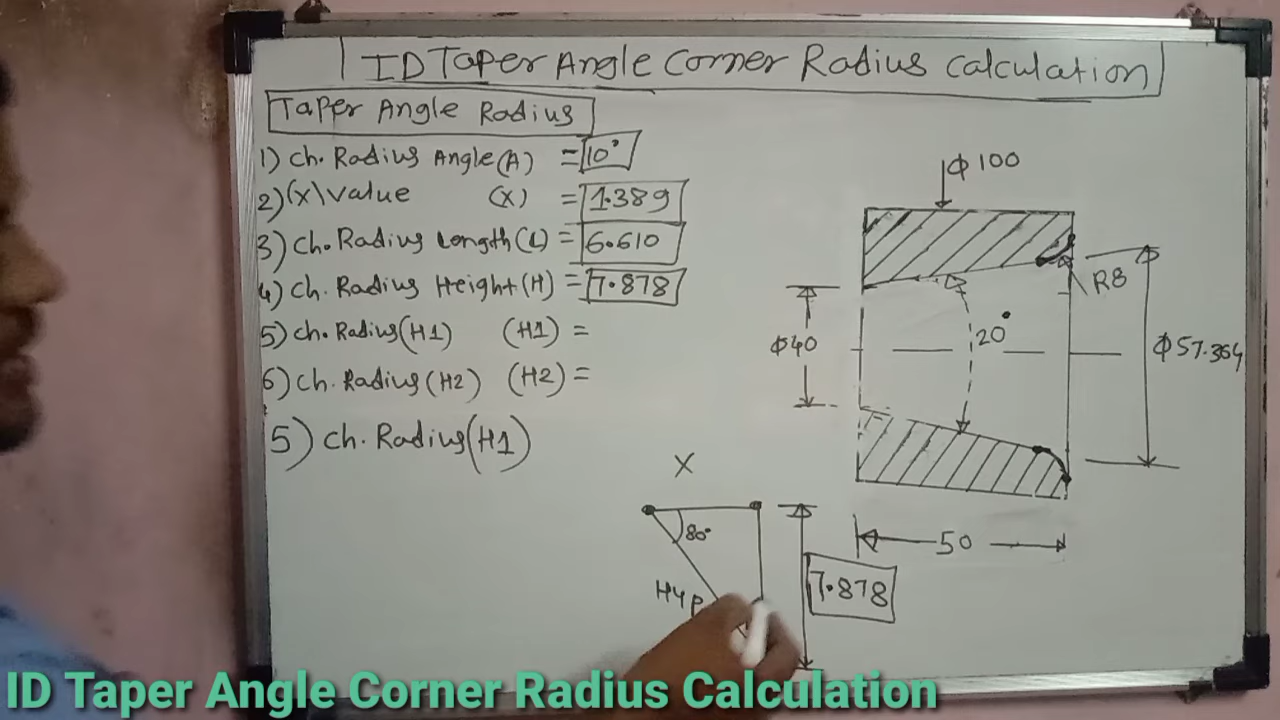 ID Taper Angle Corner Radius Calculation
Taper Angle Radius
1) Ch. Radius Angle (A) = 10°
2) (X) Value (X) = 1.389
3) Ch. Radius Length (L) = 6.610
4) Ch. Radius Height (H) = 7.878
5) Ch. Radius (H1) (H1) =
6) Ch. Radius (H2) (H2) =
5) Ch. Radius (H1)
Φ100
R8
Φ40
20°
Φ57.364
50
X
80°
Hyp
7.878
ID Taper Angle Corner Radius Calculation